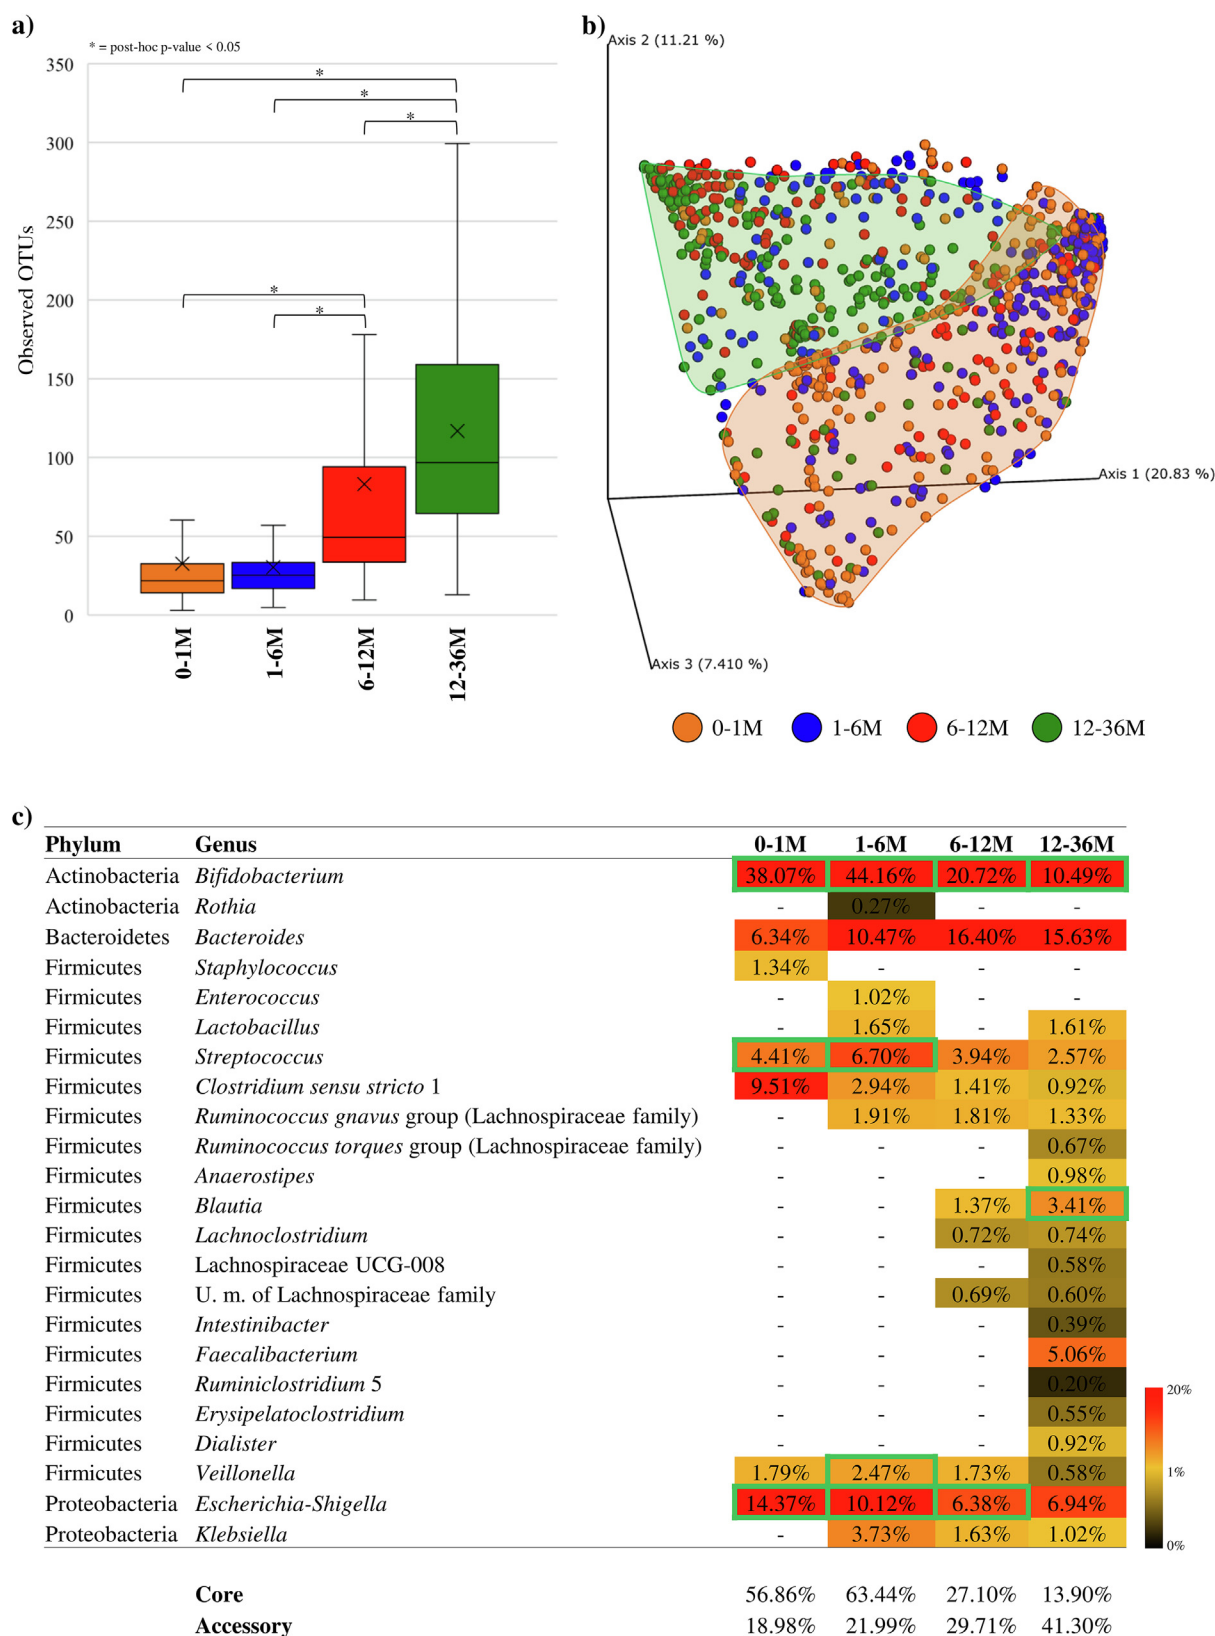 a)
* = post-hoc p-value < 0.05
350
300
250
200
150
100
50
0
Observed OTUs
*
*
*
*
*
0-1M
1-6M
6-12M
12-36M
b)
Axis 2 (11.21 %)
Axis 1 (20.83 %)
Axis 3 (7.410 %)
0-1M 1-6M 6-12M 12-36M
c)
Phylum Genus 0-1M 1-6M 6-12M 12-36M
Actinobacteria Bifidobacterium 38.07% 44.16% 20.72% 10.49%
Actinobacteria Rothia - 0.27% - -
Bacteroidetes Bacteroides 6.34% 10.47% 16.40% 15.63%
Firmicutes Staphylococcus 1.34% - - -
Firmicutes Enterococcus - 1.02% - -
Firmicutes Lactobacillus - 1.65% - 1.61%
Firmicutes Streptococcus 4.41% 6.70% 3.94% 2.57%
Firmicutes Clostridium sensu stricto 1 9.51% 2.94% 1.41% 0.92%
Firmicutes Ruminococcus gnavus group (Lachnospiraceae family) - 1.91% 1.81% 1.33%
Firmicutes Ruminococcus torques group (Lachnospiraceae family) - - - 0.67%
Firmicutes Anaerostipes - - - 0.98%
Firmicutes Blautia - - 1.37% 3.41%
Firmicutes Lachnoclostridium - - 0.72% 0.74%
Firmicutes Lachnospiraceae UCG-008 - - - 0.58%
Firmicutes U. m. of Lachnospiraceae family - - 0.69% 0.60%
Firmicutes Intestinibacter - - - 0.39%
Firmicutes Faecalibacterium - - - 5.06%
Firmicutes Ruminiclostridium 5 - - - 0.20%
Firmicutes Erysipelatoclostridium - - - 0.55%
Firmicutes Dialister - - - 0.92%
Firmicutes Veillonella 1.79% 2.47% 1.73% 0.58%
Proteobacteria Escherichia-Shigella 14.37% 10.12% 6.38% 6.94%
Proteobacteria Klebsiella - 3.73% 1.63% 1.02%
20%
1%
0%
Core 56.86% 63.44% 27.10% 13.90%
Accessory 18.98% 21.99% 29.71% 41.30%